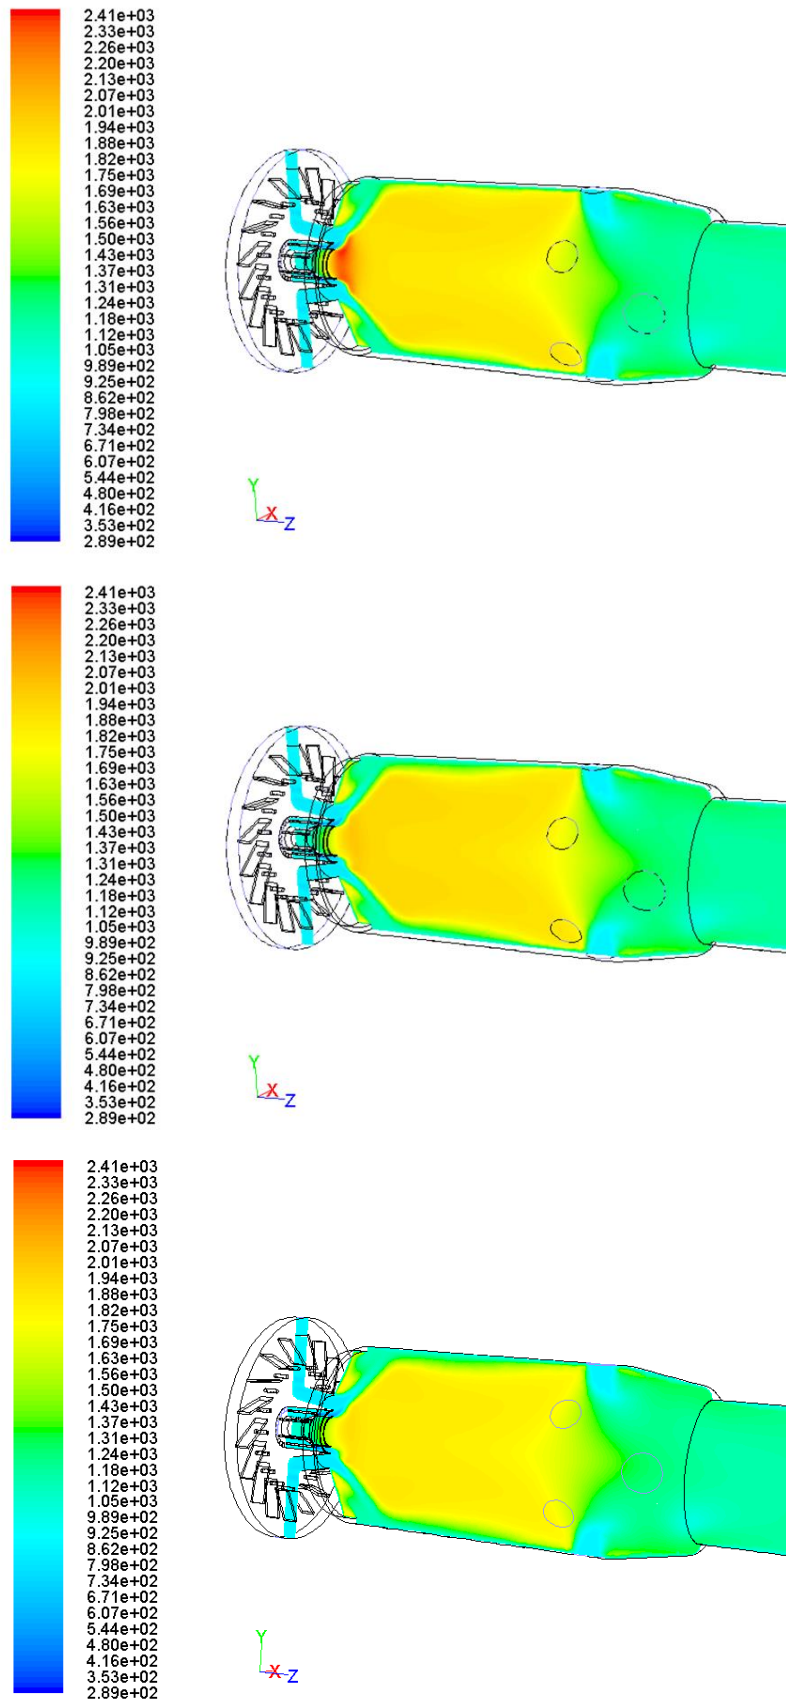 2.41e+03
2.33e+03
2.26e+03
2.20e+03
2.13e+03
2.07e+03
2.01e+03
1.94e+03
1.88e+03
1.82e+03
1.75e+03
1.69e+03
1.63e+03
1.56e+03
1.50e+03
1.43e+03
1.37e+03
1.31e+03
1.24e+03
1.18e+03
1.12e+03
1.05e+03
9.89e+02
9.25e+02
8.62e+02
7.98e+02
7.34e+02
6.71e+02
6.07e+02
5.44e+02
4.80e+02
4.16e+02
3.53e+02
2.89e+02
Y
X
Z
2.41e+03
2.33e+03
2.26e+03
2.20e+03
2.13e+03
2.07e+03
2.01e+03
1.94e+03
1.88e+03
1.82e+03
1.75e+03
1.69e+03
1.63e+03
1.56e+03
1.50e+03
1.43e+03
1.37e+03
1.31e+03
1.24e+03
1.18e+03
1.12e+03
1.05e+03
9.89e+02
9.25e+02
8.62e+02
7.98e+02
7.34e+02
6.71e+02
6.07e+02
5.44e+02
4.80e+02
4.16e+02
3.53e+02
2.89e+02
Y
X
Z
2.41e+03
2.33e+03
2.26e+03
2.20e+03
2.13e+03
2.07e+03
2.01e+03
1.94e+03
1.88e+03
1.82e+03
1.75e+03
1.69e+03
1.63e+03
1.56e+03
1.50e+03
1.43e+03
1.37e+03
1.31e+03
1.24e+03
1.18e+03
1.12e+03
1.05e+03
9.89e+02
9.25e+02
8.62e+02
7.98e+02
7.34e+02
6.71e+02
6.07e+02
5.44e+02
4.80e+02
4.16e+02
3.53e+02
2.89e+02
Y
X
Z